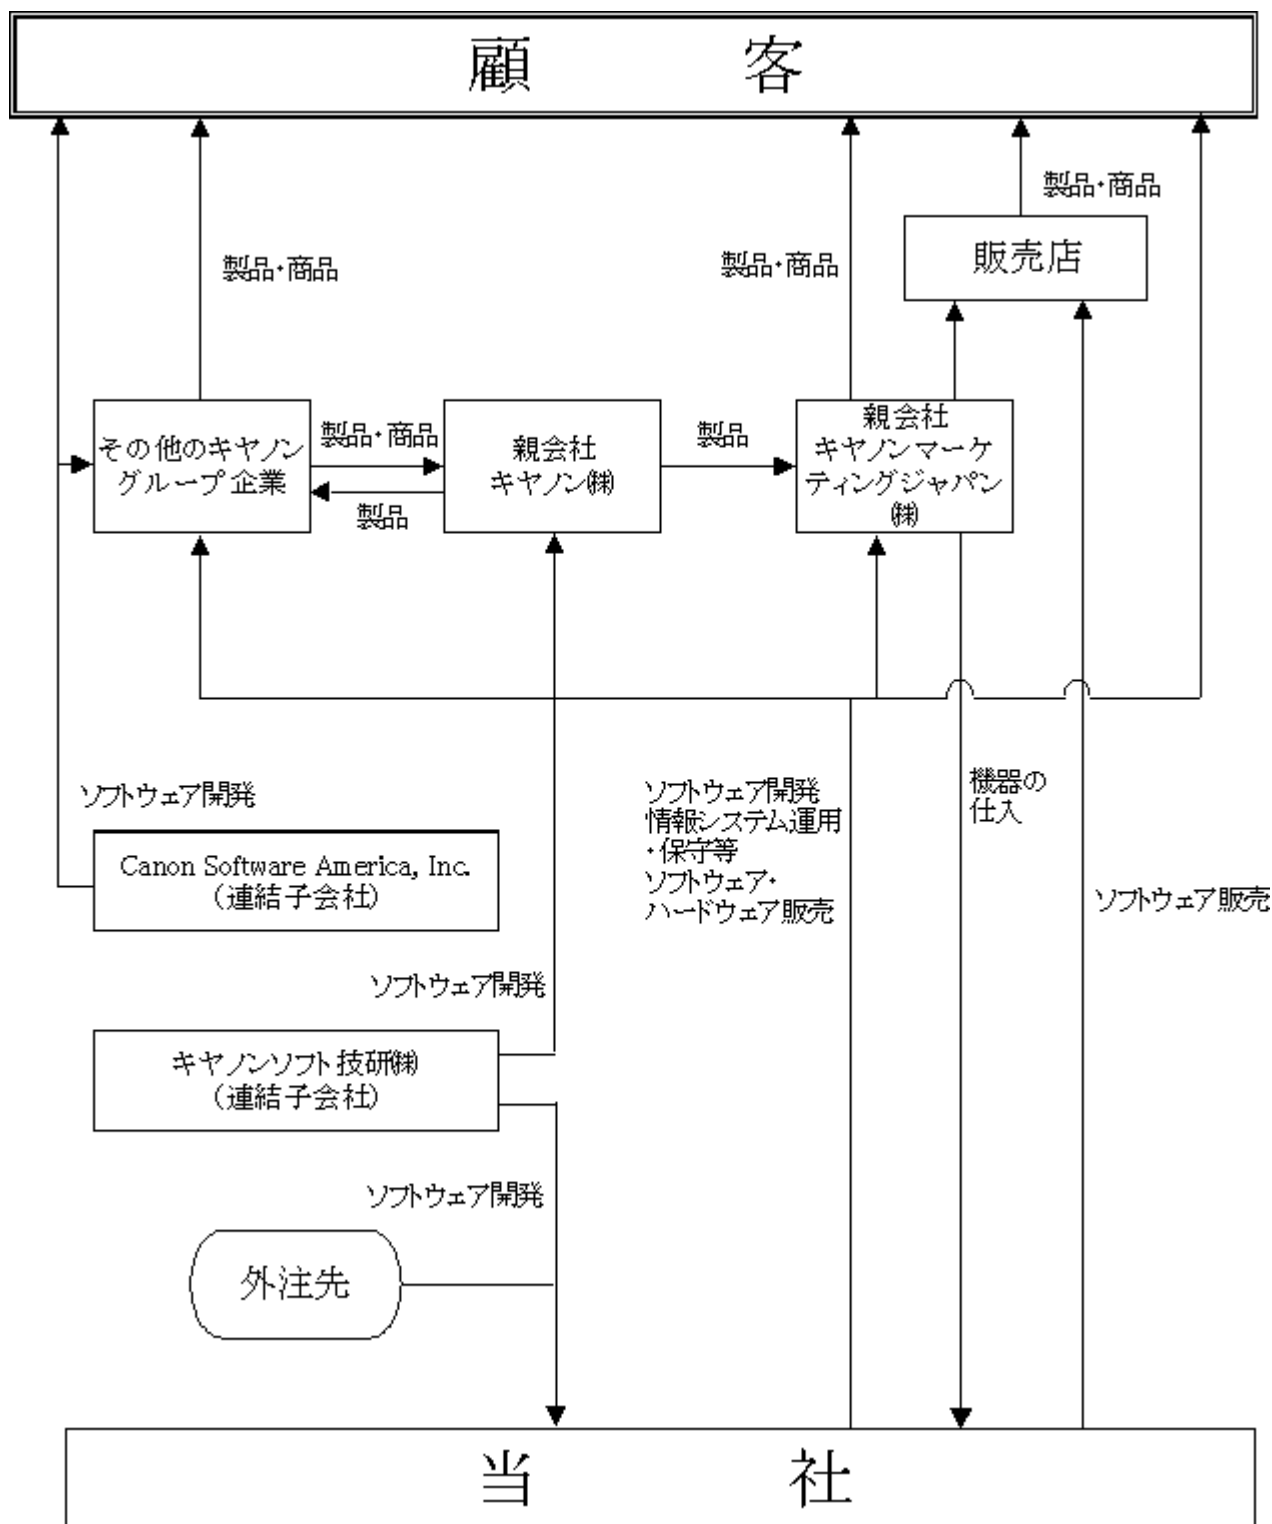 顧客
製品・商品
販売店
製品・商品
製品・商品
その他のキヤノン
グループ企業
製品・商品
製品
親会社
キヤノン㈱
製品
親会社
キヤノンマーケ
ティングジャパン
㈱
ソフトウェア開発
Canon Software America, Inc.
（連結子会社）
ソフトウェア開発
情報システム運用
・保守等
ソフトウェア・
ハードウェア販売
機器の
仕入
ソフトウェア販売
ソフトウェア開発
キヤノンソフト技研㈱
（連結子会社）
ソフトウェア開発
外注先
当社